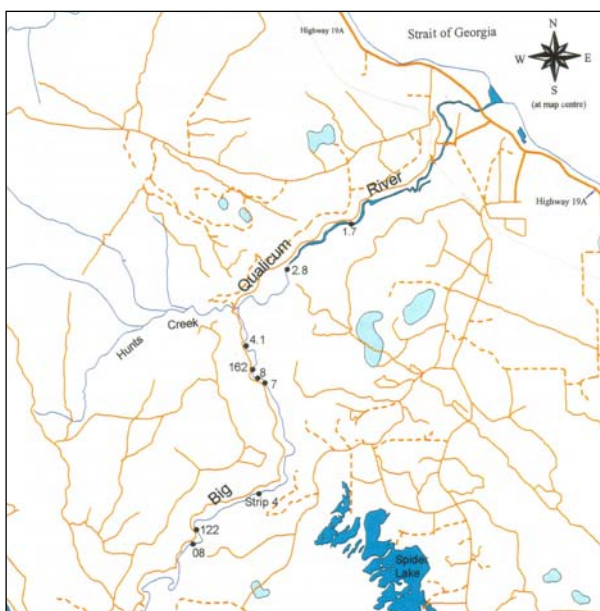 Highway 19A
Strait of Georgia
N
W
E
S
(at map centre)
Highway 19A
River
1.7
Qualicum
2.8
Hunts Creek
4.1
162
8
7
Big
Strip 4
122
08
Spider
Lake